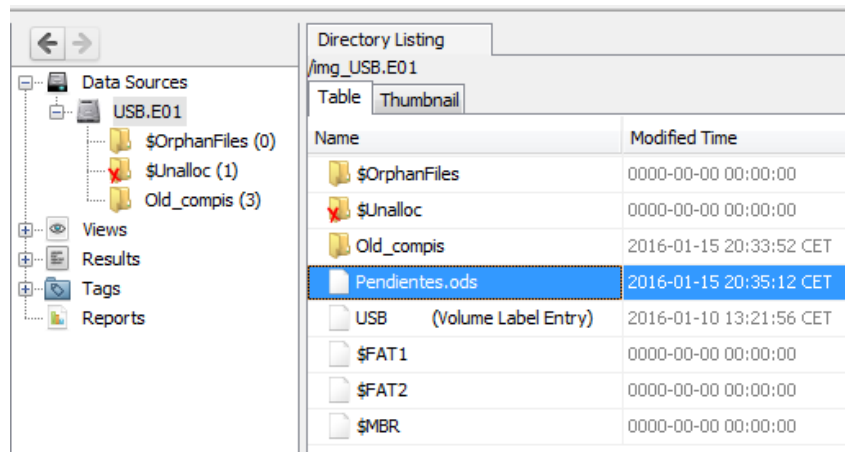 Data Sources
USB.E01
$OrphanFiles (0)
$Unalloc (1)
Old_compis (3)
Views
Results
Tags
Reports
Directory Listing
/img_USB.E01
Table Thumbnail
Name Modified Time
$OrphanFiles 0000-00-00 00:00:00
$Unalloc 0000-00-00 00:00:00
Old_compis 2016-01-15 20:33:52 CET
Pendientes.ods 2016-01-15 20:35:12 CET
USB (Volume Label Entry) 2016-01-10 13:21:56 CET
$FAT1 0000-00-00 00:00:00
$FAT2 0000-00-00 00:00:00
$MBR 0000-00-00 00:00:00